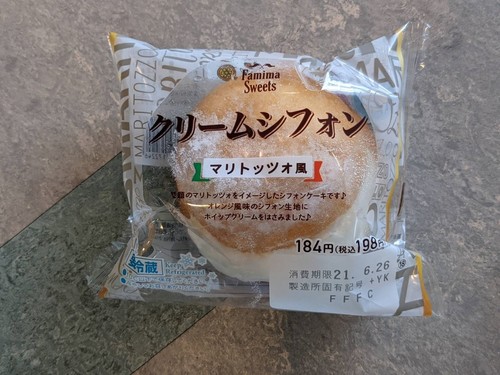 MARITOZZO
Famima
Sweets
クリームシフォン
マリトッツォ風
のマリトッツォをイメージしたシフォンケーキです♪
オレンジ風味のシフォン生地に
ホイップクリームをはさみました♪
184円(税込198円)
冷蔵
消費期限21.6.26
製造所固有記号 +YK
FFFC